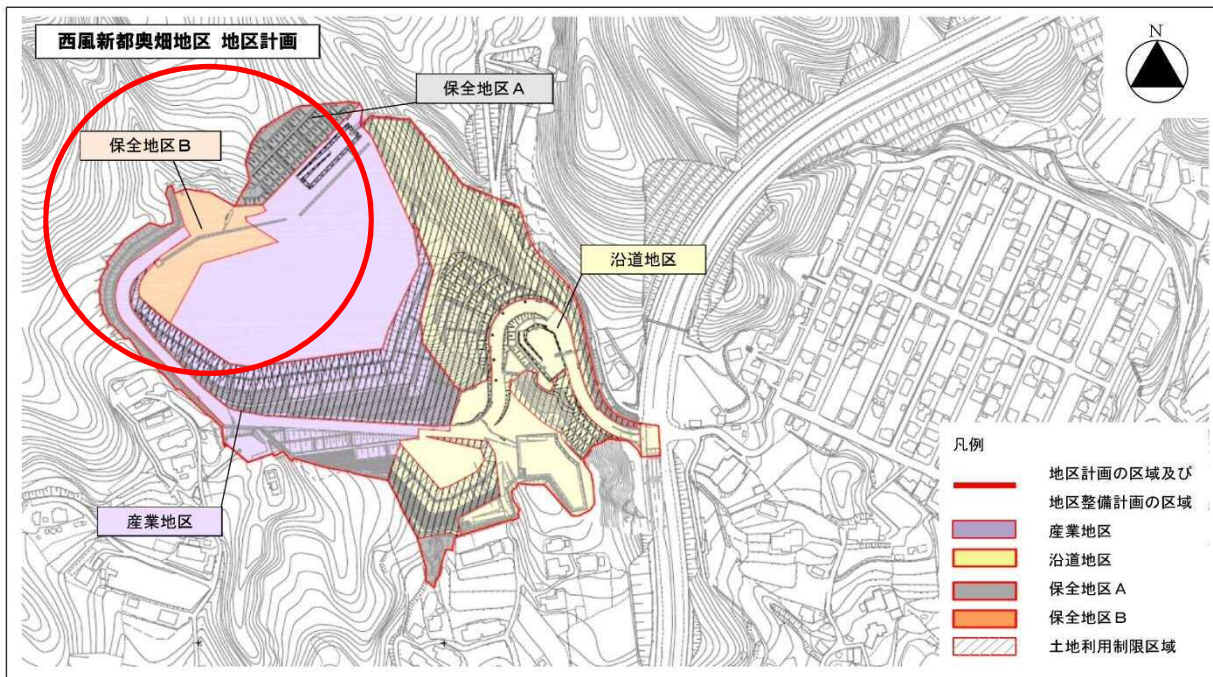 西風新都奥畑地区 地区計画
N
保全地区A
保全地区B
沿道地区
産業地区
凡例
地区計画の区域及び
地区整備計画の区域
産業地区
沿道地区
保全地区A
保全地区B
土地利用制限区域